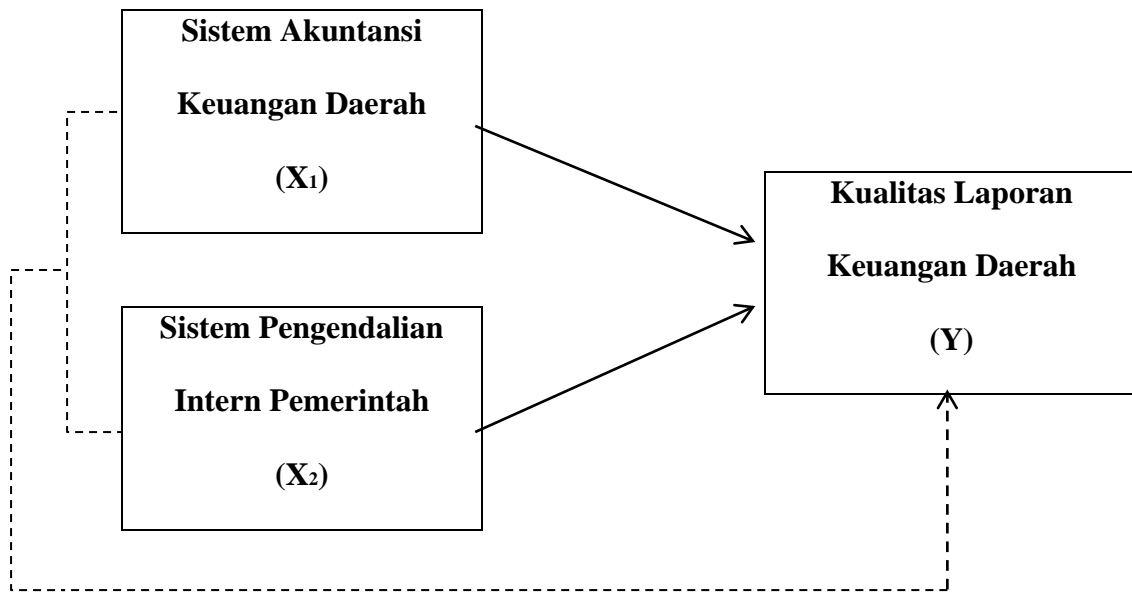 Sistem Akuntansi
Keuangan Daerah
(X₁)
Sistem Pengendalian
Intern Pemerintah
(X₂)
Kualitas Laporan
Keuangan Daerah
(Y)